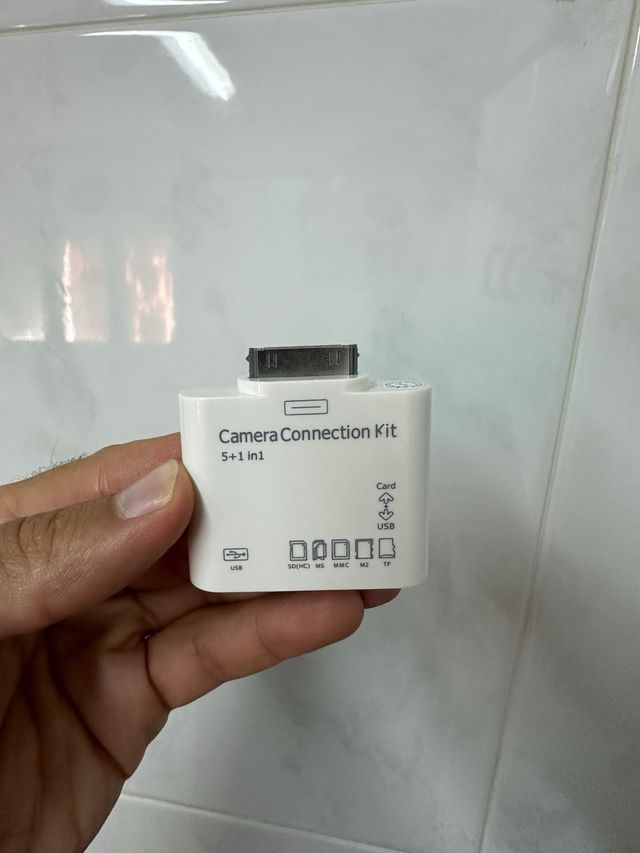 Camera Connection Kit
5+1 in1
Card
USB
USB
SD(HC) MS MMC M2 TF